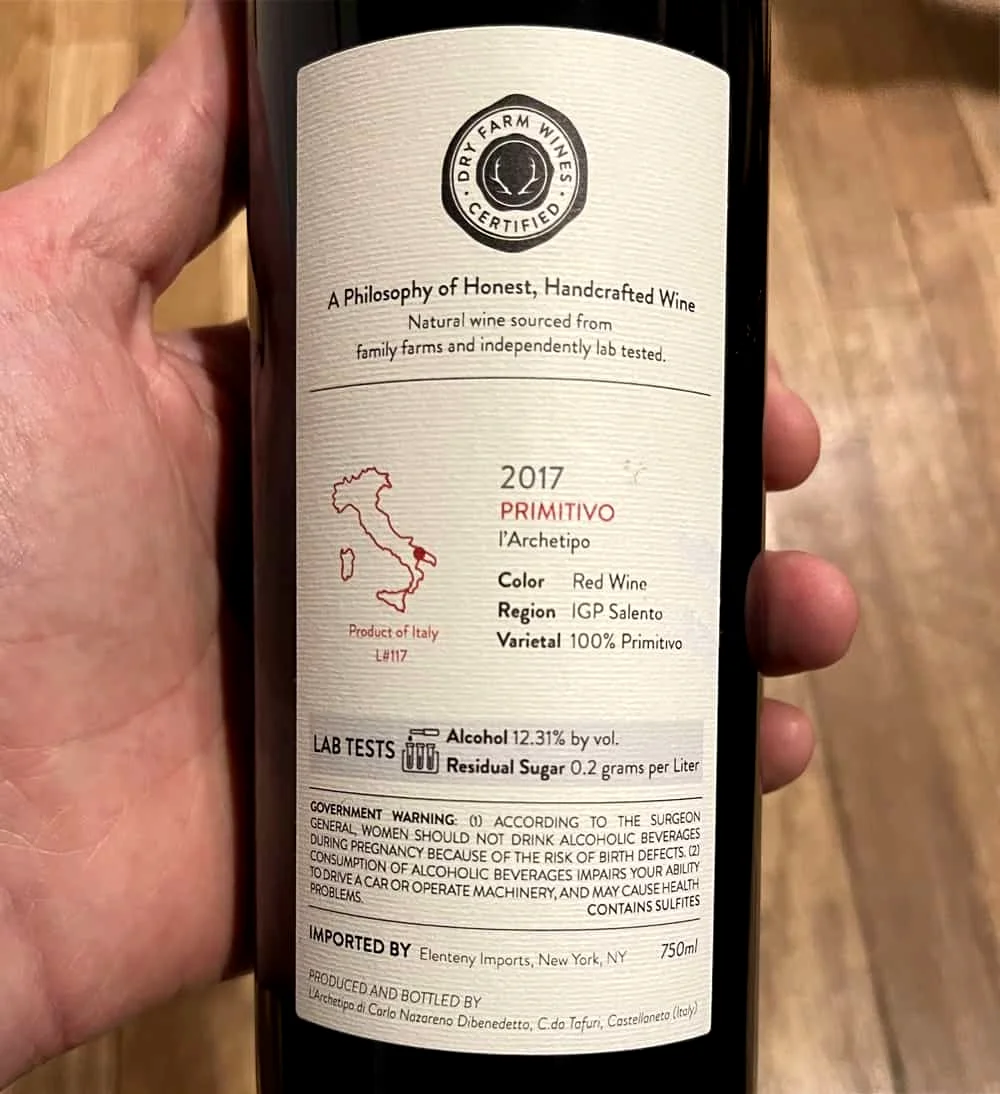 DRY FARM WINES
· CERTIFIED ·
A Philosophy of Honest, Handcrafted Wine
Natural wine sourced from
family farms and independently lab tested.
2017
PRIMITIVO
l'Archetipo
Color Red Wine
Region IGP Salento
Varietal 100% Primitivo
Product of Italy
L#117
LAB TESTS
Alcohol 12.31% by vol.
Residual Sugar 0.2 grams per Liter
GOVERNMENT WARNING: (1) ACCORDING TO THE SURGEON
GENERAL, WOMEN SHOULD NOT DRINK ALCOHOLIC BEVERAGES
DURING PREGNANCY BECAUSE OF THE RISK OF BIRTH DEFECTS. (2)
CONSUMPTION OF ALCOHOLIC BEVERAGES IMPAIRS YOUR ABILITY
TO DRIVE A CAR OR OPERATE MACHINERY, AND MAY CAUSE HEALTH
PROBLEMS.
CONTAINS SULFITES
IMPORTED BY Elenteny Imports, New York, NY 750ml
PRODUCED AND BOTTLED BY
L'Archetipo di Carlo Nazareno Dibenedetto, C.da Tafuri, Castellaneta (Italy)